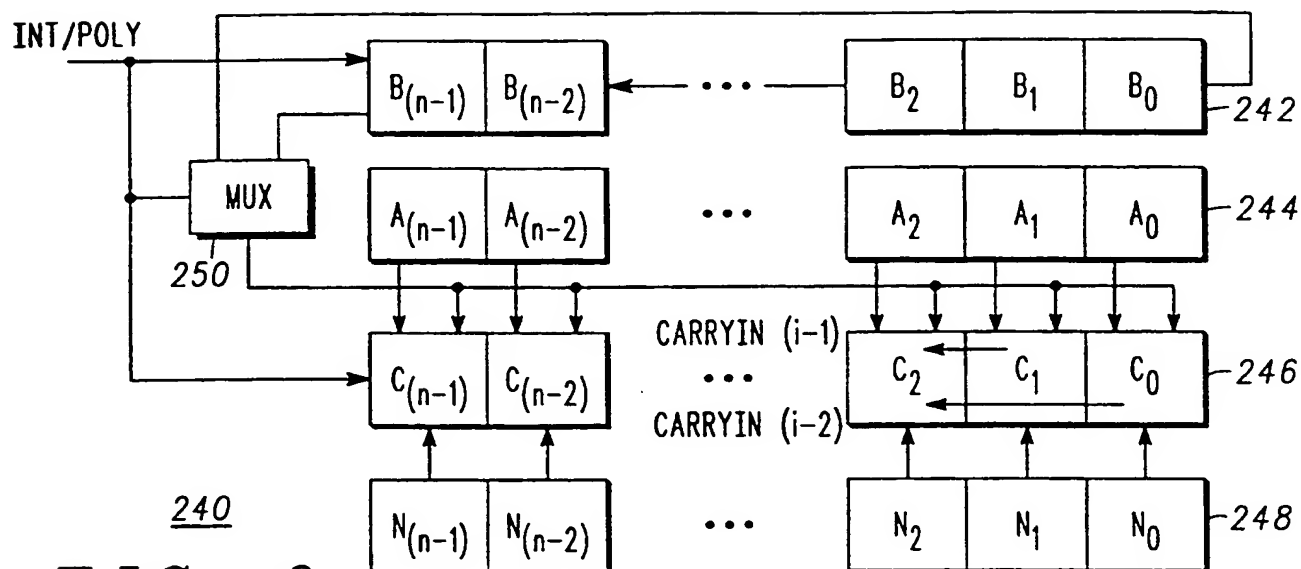 INT/POLY
B(n-1) B(n-2) ••• B2 B1 B0 242
MUX
250
A(n-1) A(n-2) ••• A2 A1 A0 244
CARRYIN (i-1)
C(n-1) C(n-2) ••• C2 C1 C0 246
CARRYIN (i-2)
240
N(n-1) N(n-2) ••• N2 N1 N0 248